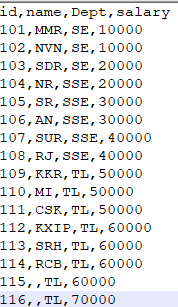 id,name,Dept,salary
101,MMR,SE,10000
102,NVN,SE,10000
103,SDR,SE,20000
104,NR,SSE,20000
105,SR,SSE,30000
106,AN,SSE,30000
107,SUR,SSE,40000
108,RJ,SSE,40000
109,KKR,TL,50000
110,MI,TL,50000
111,CSK,TL,50000
112,KXIP,TL,60000
113,SRH,TL,60000
114,RCB,TL,60000
115,,TL,60000
116,,TL,70000